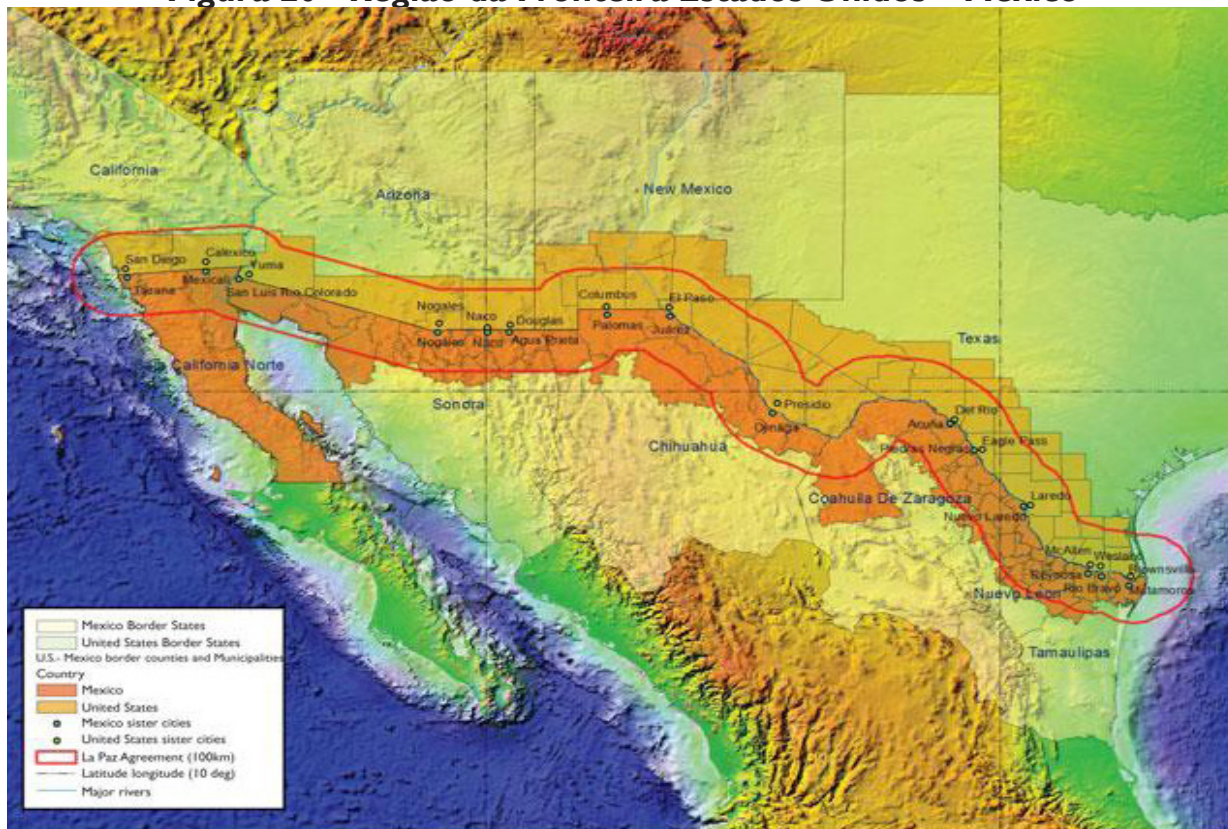 Figura 10 - Região da Fronteira Estados Unidos - México
California
Arizona
New Mexico
San Diego
Calexico
Yuma
Tijuana
Mexicali
San Luis Rio Colorado
Nogales
Naco
Douglas
Columbus
El Paso
Nogales
Naco
Agua Prieta
Palomas
Juárez
Texas
California Norte
Sonora
Presidio
Ojinaga
Del Rio
Acuña
Chihuahua
Piedras Negras
Eagle Pass
Coahuila De Zaragoza
Laredo
Nuevo Laredo
McAllen
Weslaco
Reynosa
Brownsville
Rio Bravo
Matamoros
Nuevo León
Tamaulipas
Mexico Border States
United States Border States
U.S.- Mexico border counties and Municipalities
Country
Mexico
United States
Mexico sister cities
United States sister cities
La Paz Agreement (100km)
Latitude longitude (10 deg)
Major rivers